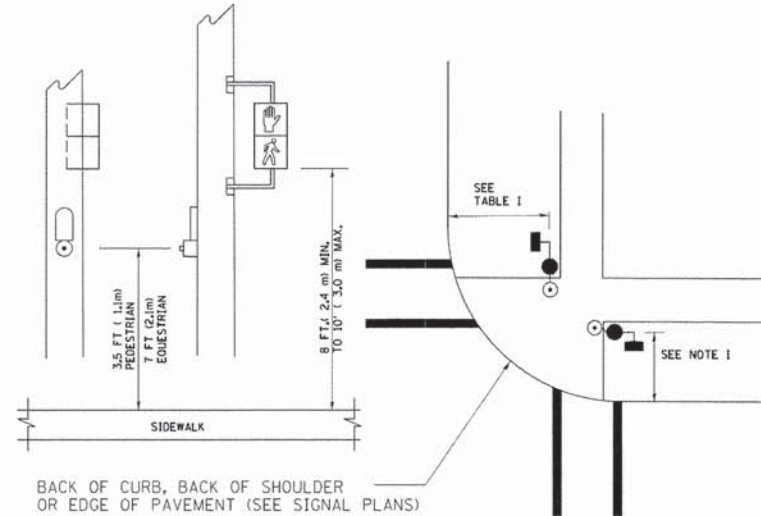 3.5 FT ( 1.1m)
PEDESTRIAN
7 FT (2.1m)
EQUESTRIAN
8 FT.( 2.4 m) MIN.
TO 10' ( 3.0 m) MAX.
SIDEWALK
BACK OF CURB, BACK OF SHOULDER
OR EDGE OF PAVEMENT (SEE SIGNAL PLANS)
SEE
TABLE I
SEE NOTE I